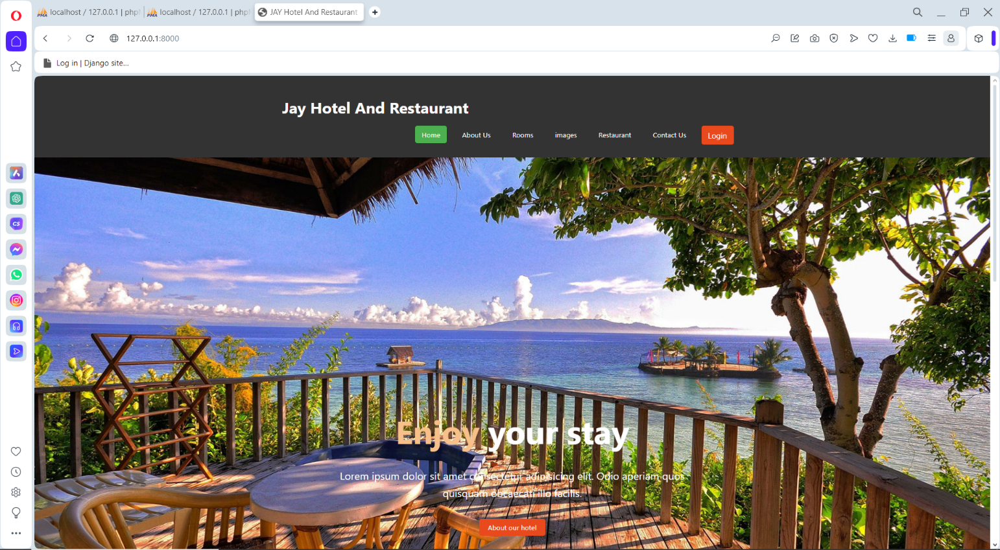 localhost / 127.0.0.1 | php
localhost / 127.0.0.1 | php
JAY Hotel And Restaurant
127.0.0.1:8000
Log in | Django site...
Jay Hotel And Restaurant
Home About Us Rooms images Restaurant Contact Us Login
Enjoy your stay
Lorem ipsum dolor sit amet consectetur adipisicing elit. Odio aperiam quos
quisquam obcaecati illo facilis.
About our hotel
PMA
PMA
CS